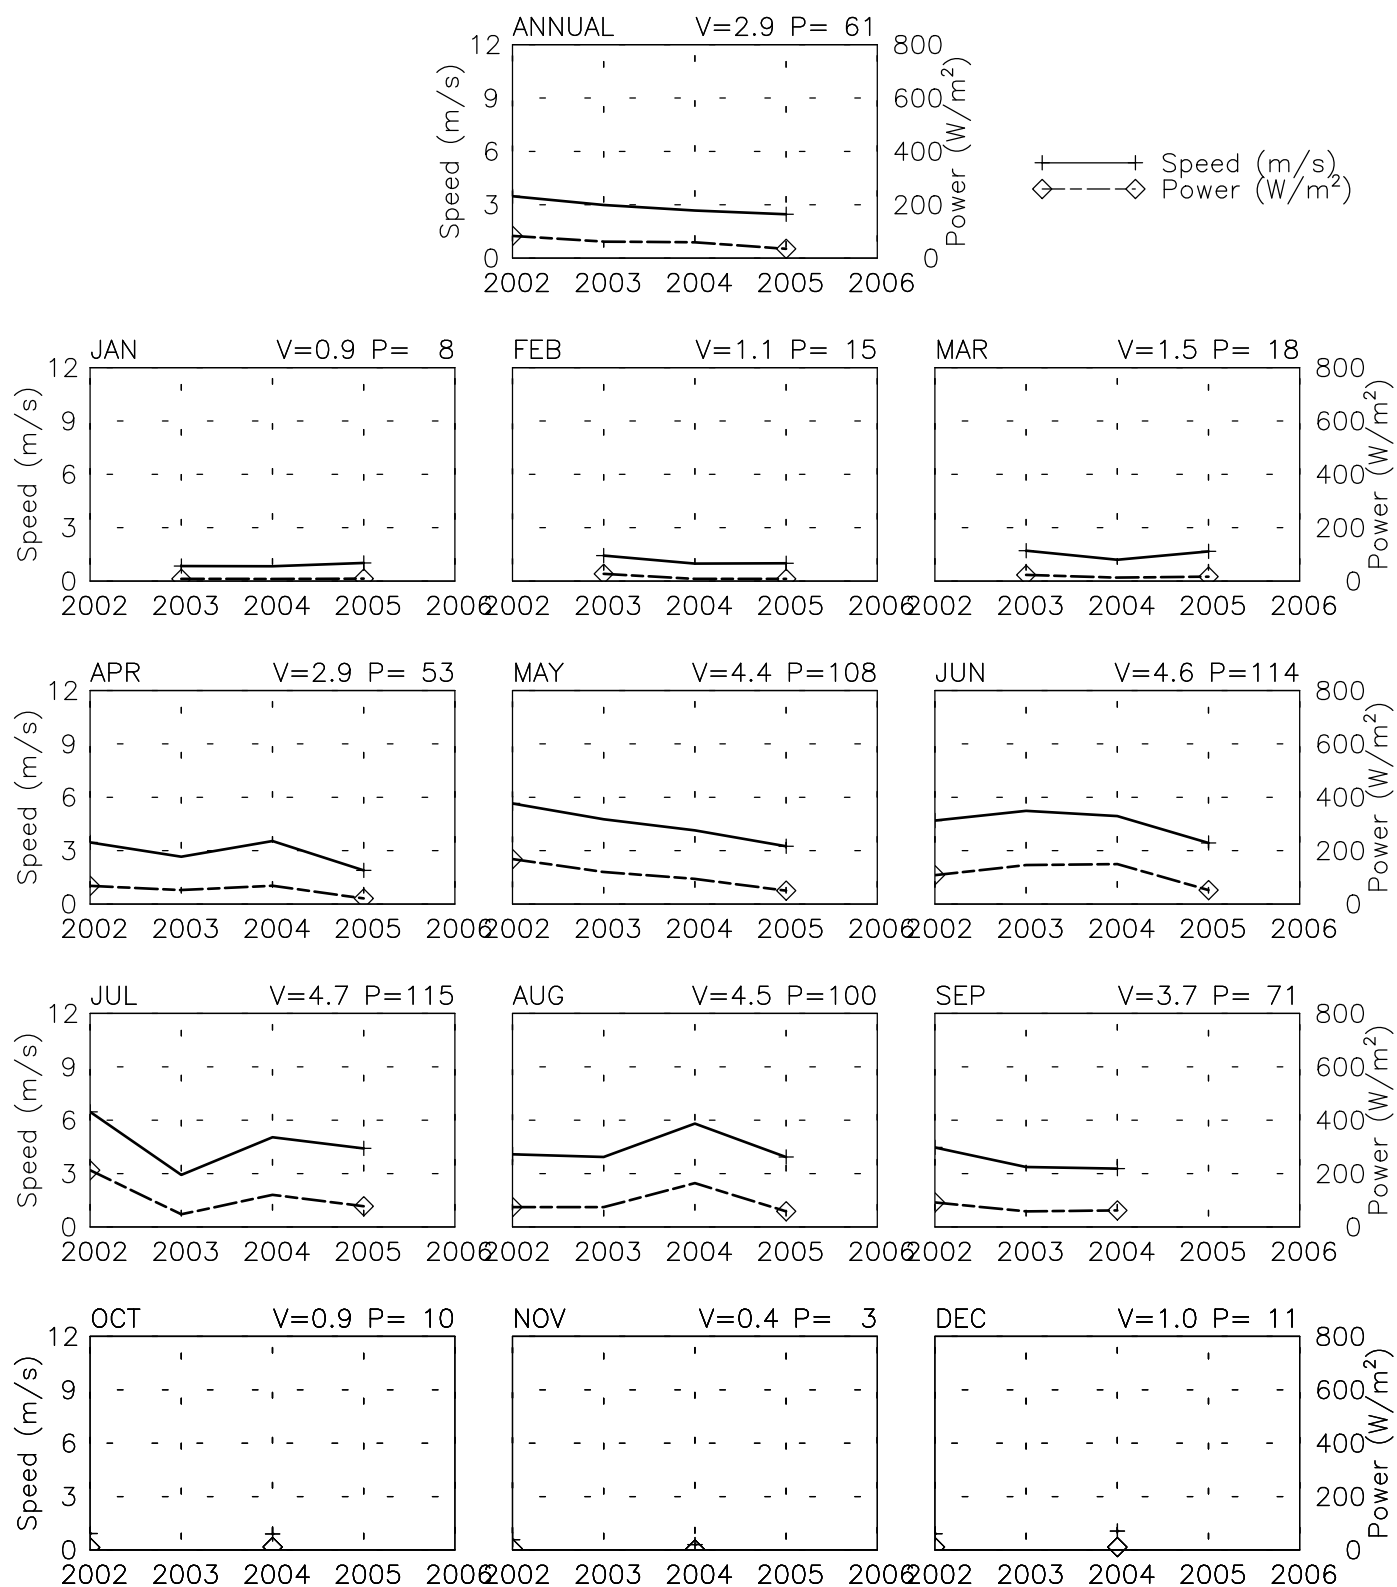 ANNUAL V=2.9 P= 61
12 800
9 600
6 400
3 200
0 0
Speed (m/s)
Power (W/m²)
2002 2003 2004 2005 2006
Speed (m/s)
Power (W/m²)
JAN V=0.9 P= 8
FEB V=1.1 P= 15
MAR V=1.5 P= 18
12 800
9 600
6 400
3 200
0 0
Speed (m/s)
Power (W/m²)
2002 2003 2004 2005 2006
2002 2003 2004 2005 2006
2002 2003 2004 2005 2006
APR V=2.9 P= 53
MAY V=4.4 P=108
JUN V=4.6 P=114
12 800
9 600
6 400
3 200
0 0
Speed (m/s)
Power (W/m²)
2002 2003 2004 2005 2006
2002 2003 2004 2005 2006
2002 2003 2004 2005 2006
JUL V=4.7 P=115
AUG V=4.5 P=100
SEP V=3.7 P= 71
12 800
9 600
6 400
3 200
0 0
Speed (m/s)
Power (W/m²)
2002 2003 2004 2005 2006
2002 2003 2004 2005 2006
2002 2003 2004 2005 2006
OCT V=0.9 P= 10
NOV V=0.4 P= 3
DEC V=1.0 P= 11
12 800
9 600
6 400
3 200
0 0
Speed (m/s)
Power (W/m²)
2002 2003 2004 2005 2006
2002 2003 2004 2005 2006
2002 2003 2004 2005 2006